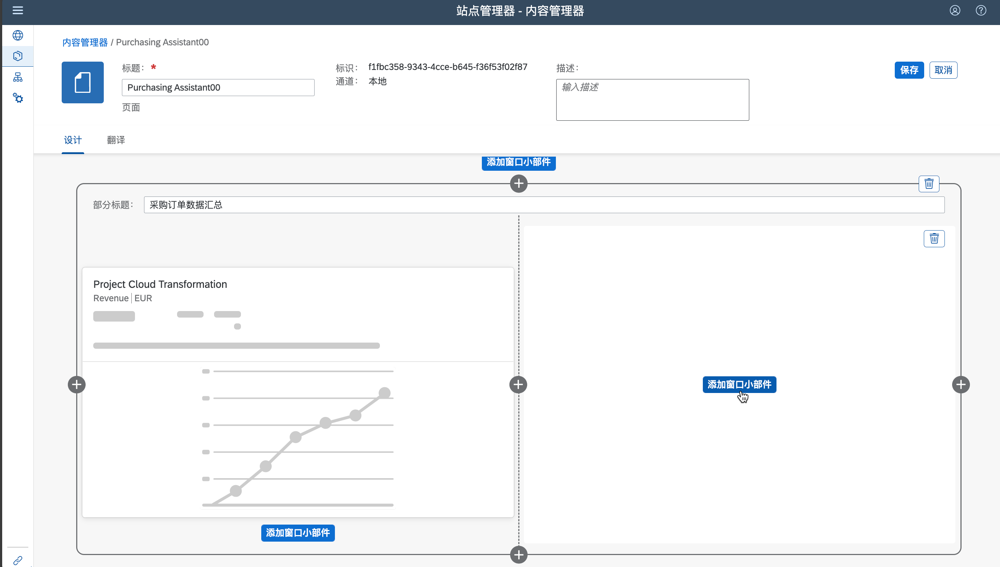 站点管理器 - 内容管理器
内容管理器 / Purchasing Assistant00
标题: *
Purchasing Assistant00
页面
标识: f1fbc358-9343-4cce-b645-f36f53f02f87
通道: 本地
描述:
输入描述
保存 取消
设计 翻译
添加窗口小部件
部分标题: 采购订单数据汇总
Project Cloud Transformation
Revenue | EUR
添加窗口小部件
添加窗口小部件